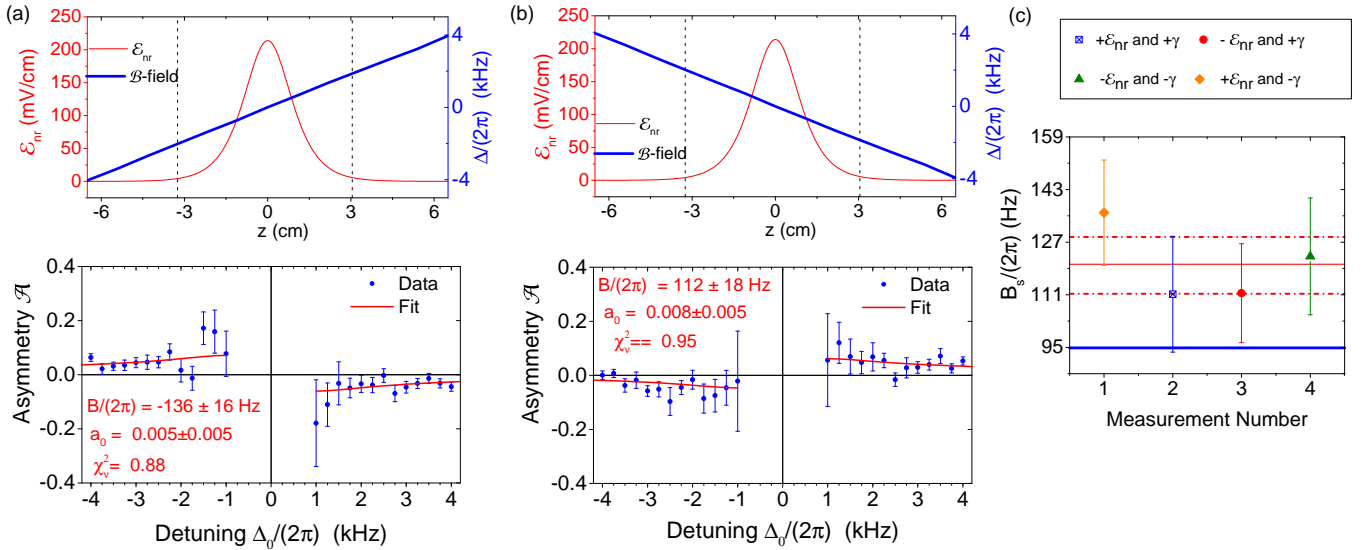 (a)
250
200
150
100
50
0
ℰnr (mV/cm)
ℰnr
ℬ-field
4
0
-4
Δ/(2π) (kHz)
-6 -3 0 3 6
z (cm)
0.4
0.2
0.0
-0.2
-0.4
Asymmetry 𝒜
Data
Fit
B/(2π) = -136 ± 16 Hz
a₀ = 0.005±0.005
χ²ᵥ= 0.88
-4 -3 -2 -1 0 1 2 3 4
Detuning Δ₀/(2π) (kHz)
(b)
250
200
150
100
50
0
ℰnr (mV/cm)
ℰnr
ℬ-field
4
0
-4
Δ/(2π) (kHz)
-6 -3 0 3 6
z (cm)
0.4
0.2
0.0
-0.2
-0.4
Asymmetry 𝒜
B/(2π) = 112 ± 18 Hz
a₀ = 0.008±0.005
χ²ᵥ== 0.95
Data
Fit
-4 -3 -2 -1 0 1 2 3 4
Detuning Δ₀/(2π) (kHz)
(c)
+ℰnr and +γ - ℰnr and +γ
-ℰnr and -γ +ℰnr and -γ
159
143
127
111
95
Bs/(2π) (Hz)
1 2 3 4
Measurement Number